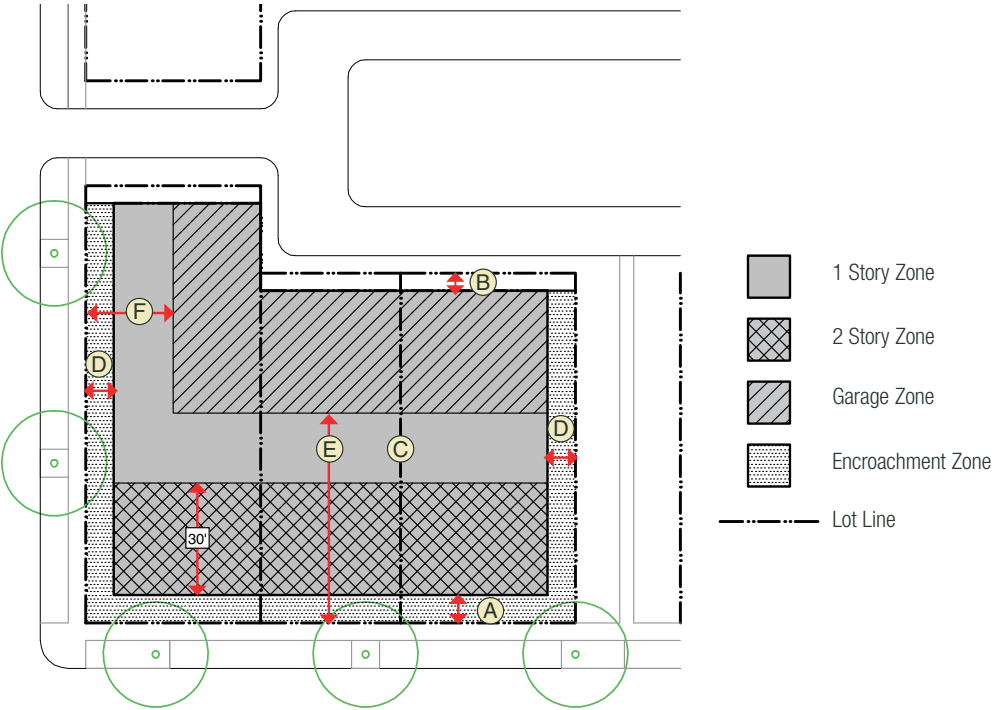 B
F
D
D
E
C
30'
A
1 Story Zone
2 Story Zone
Garage Zone
Encroachment Zone
Lot Line